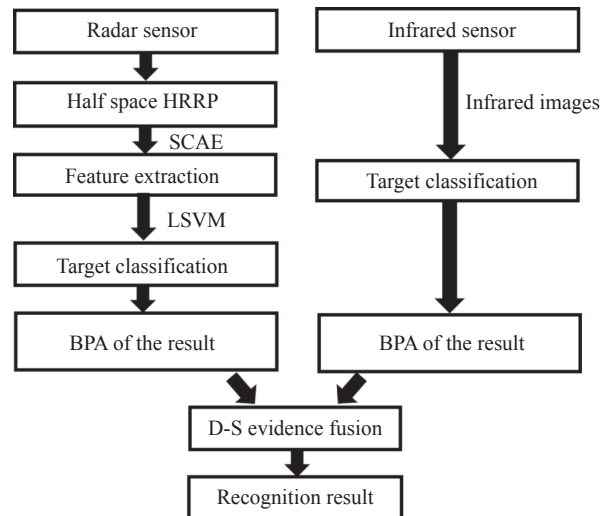 Radar sensor
Infrared sensor
Half space HRRP
Infrared images
SCAE
Feature extraction
Target classification
LSVM
Target classification
BPA of the result
BPA of the result
D-S evidence fusion
Recognition result